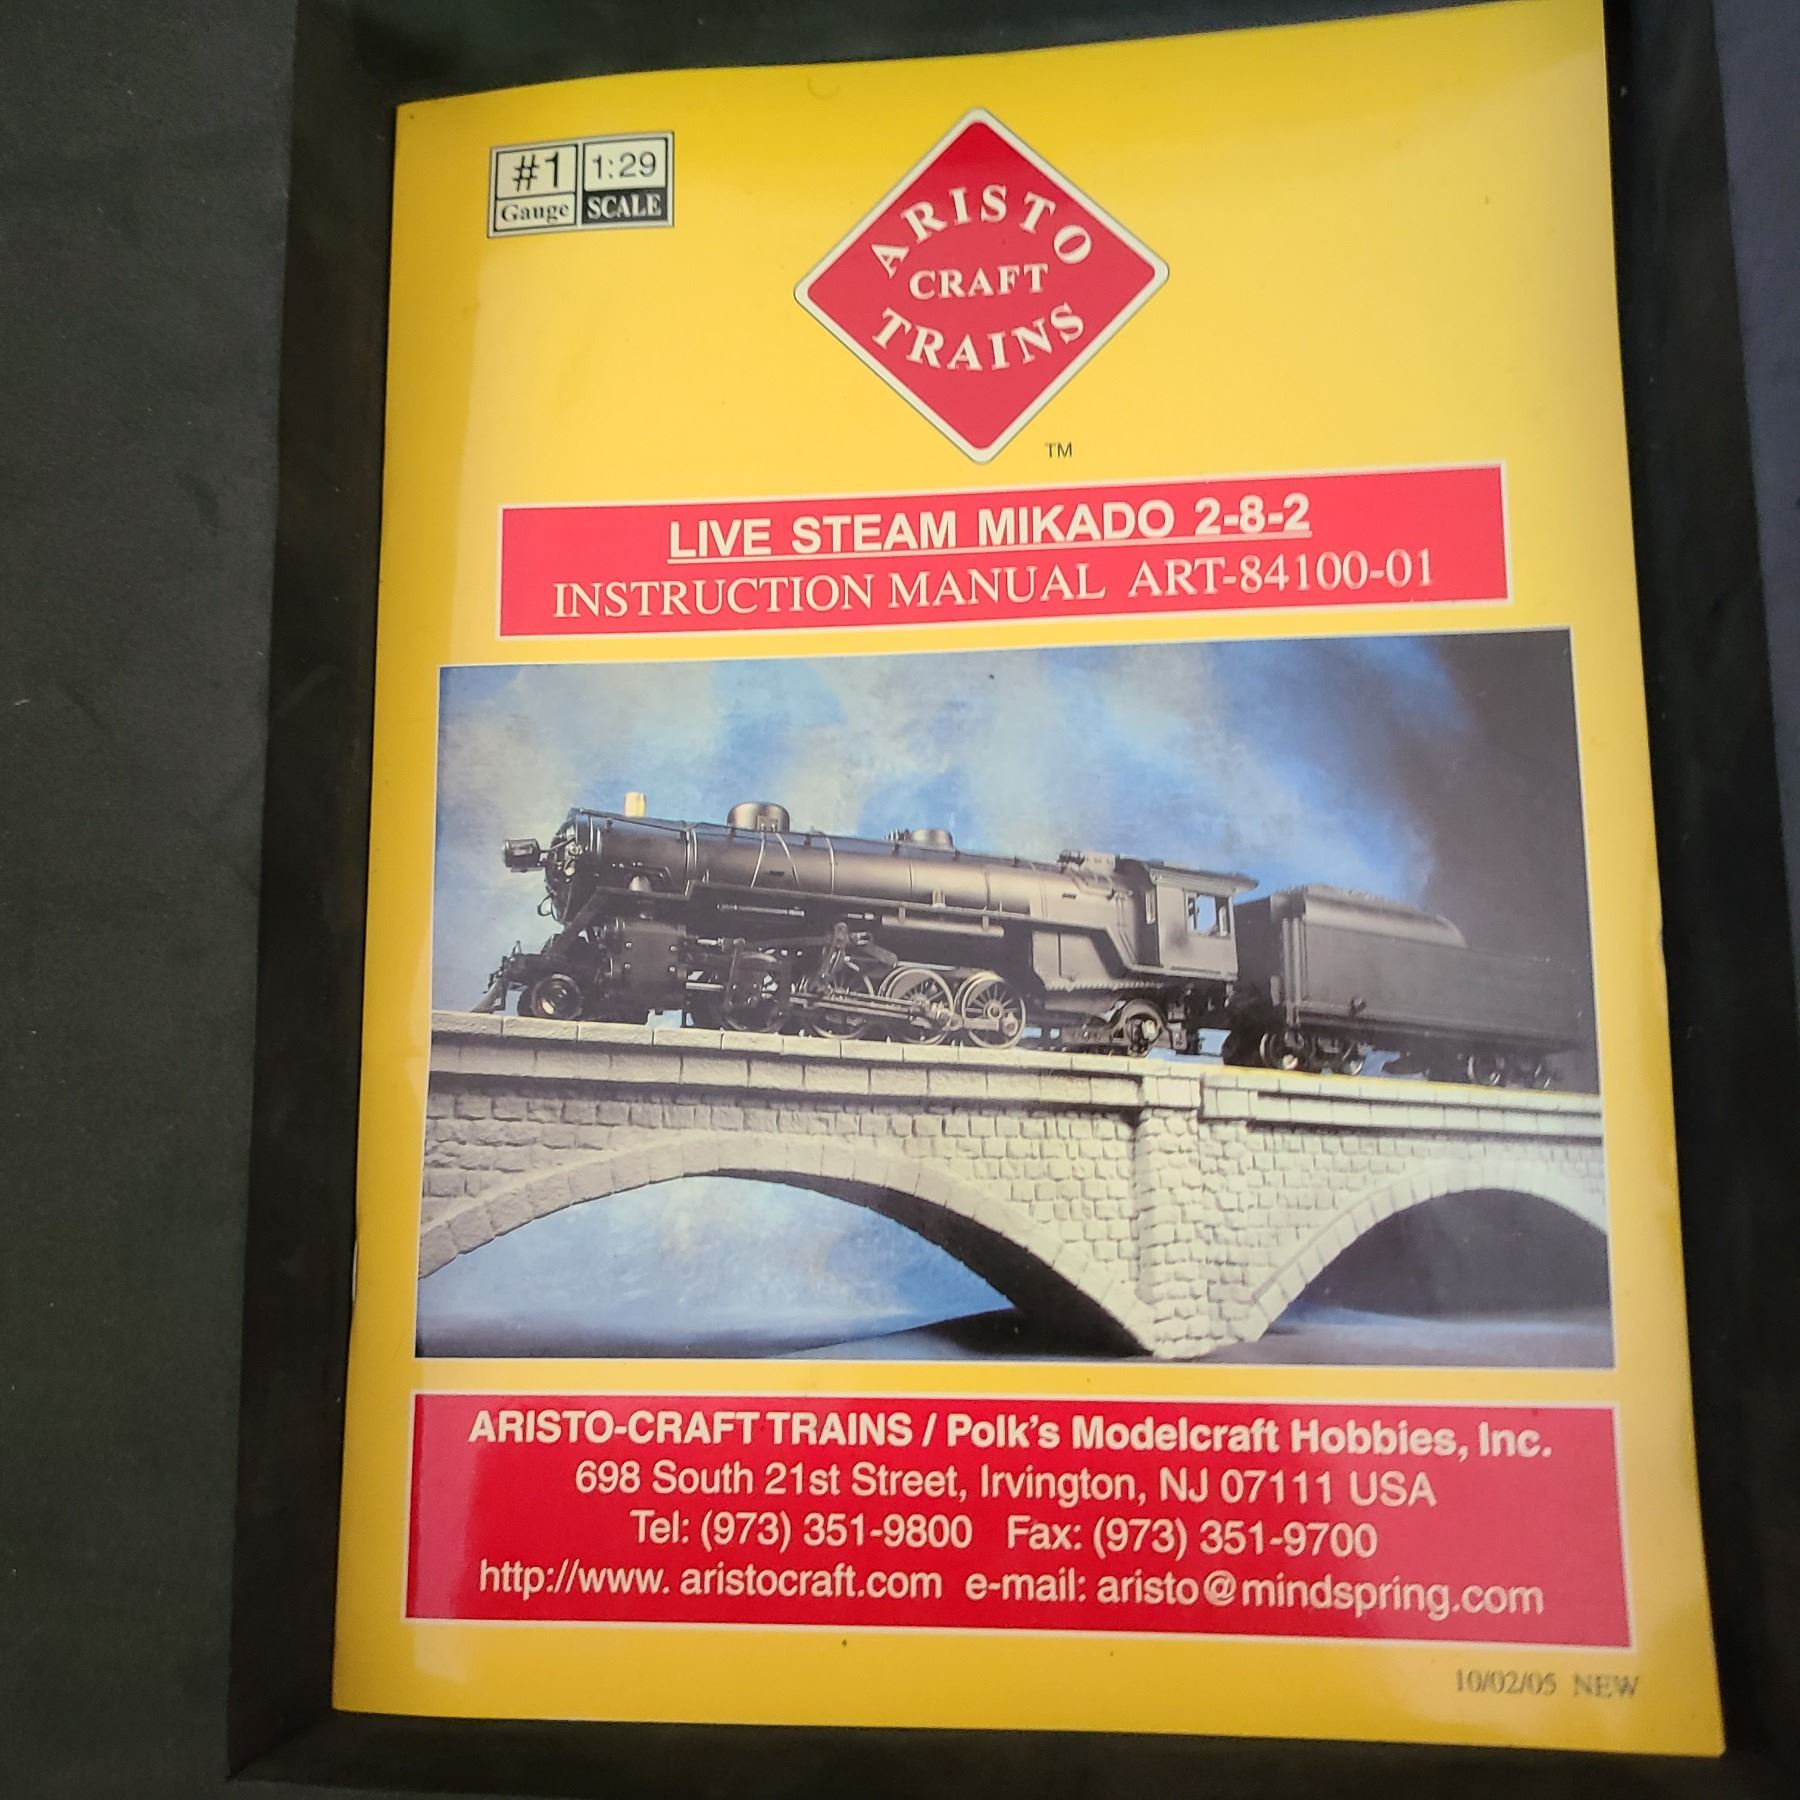 #1 1:29
Gauge SCALE
ARISTO
CRAFT
TRAINS
TM
LIVE STEAM MIKADO 2-8-2
INSTRUCTION MANUAL ART-84100-01
ARISTO-CRAFT TRAINS / Polk's Modelcraft Hobbies, Inc.
698 South 21st Street, Irvington, NJ 07111 USA
Tel: (973) 351-9800 Fax: (973) 351-9700
http://www. aristocraft.com e-mail: aristo@mindspring.com
10/02/05 NEW